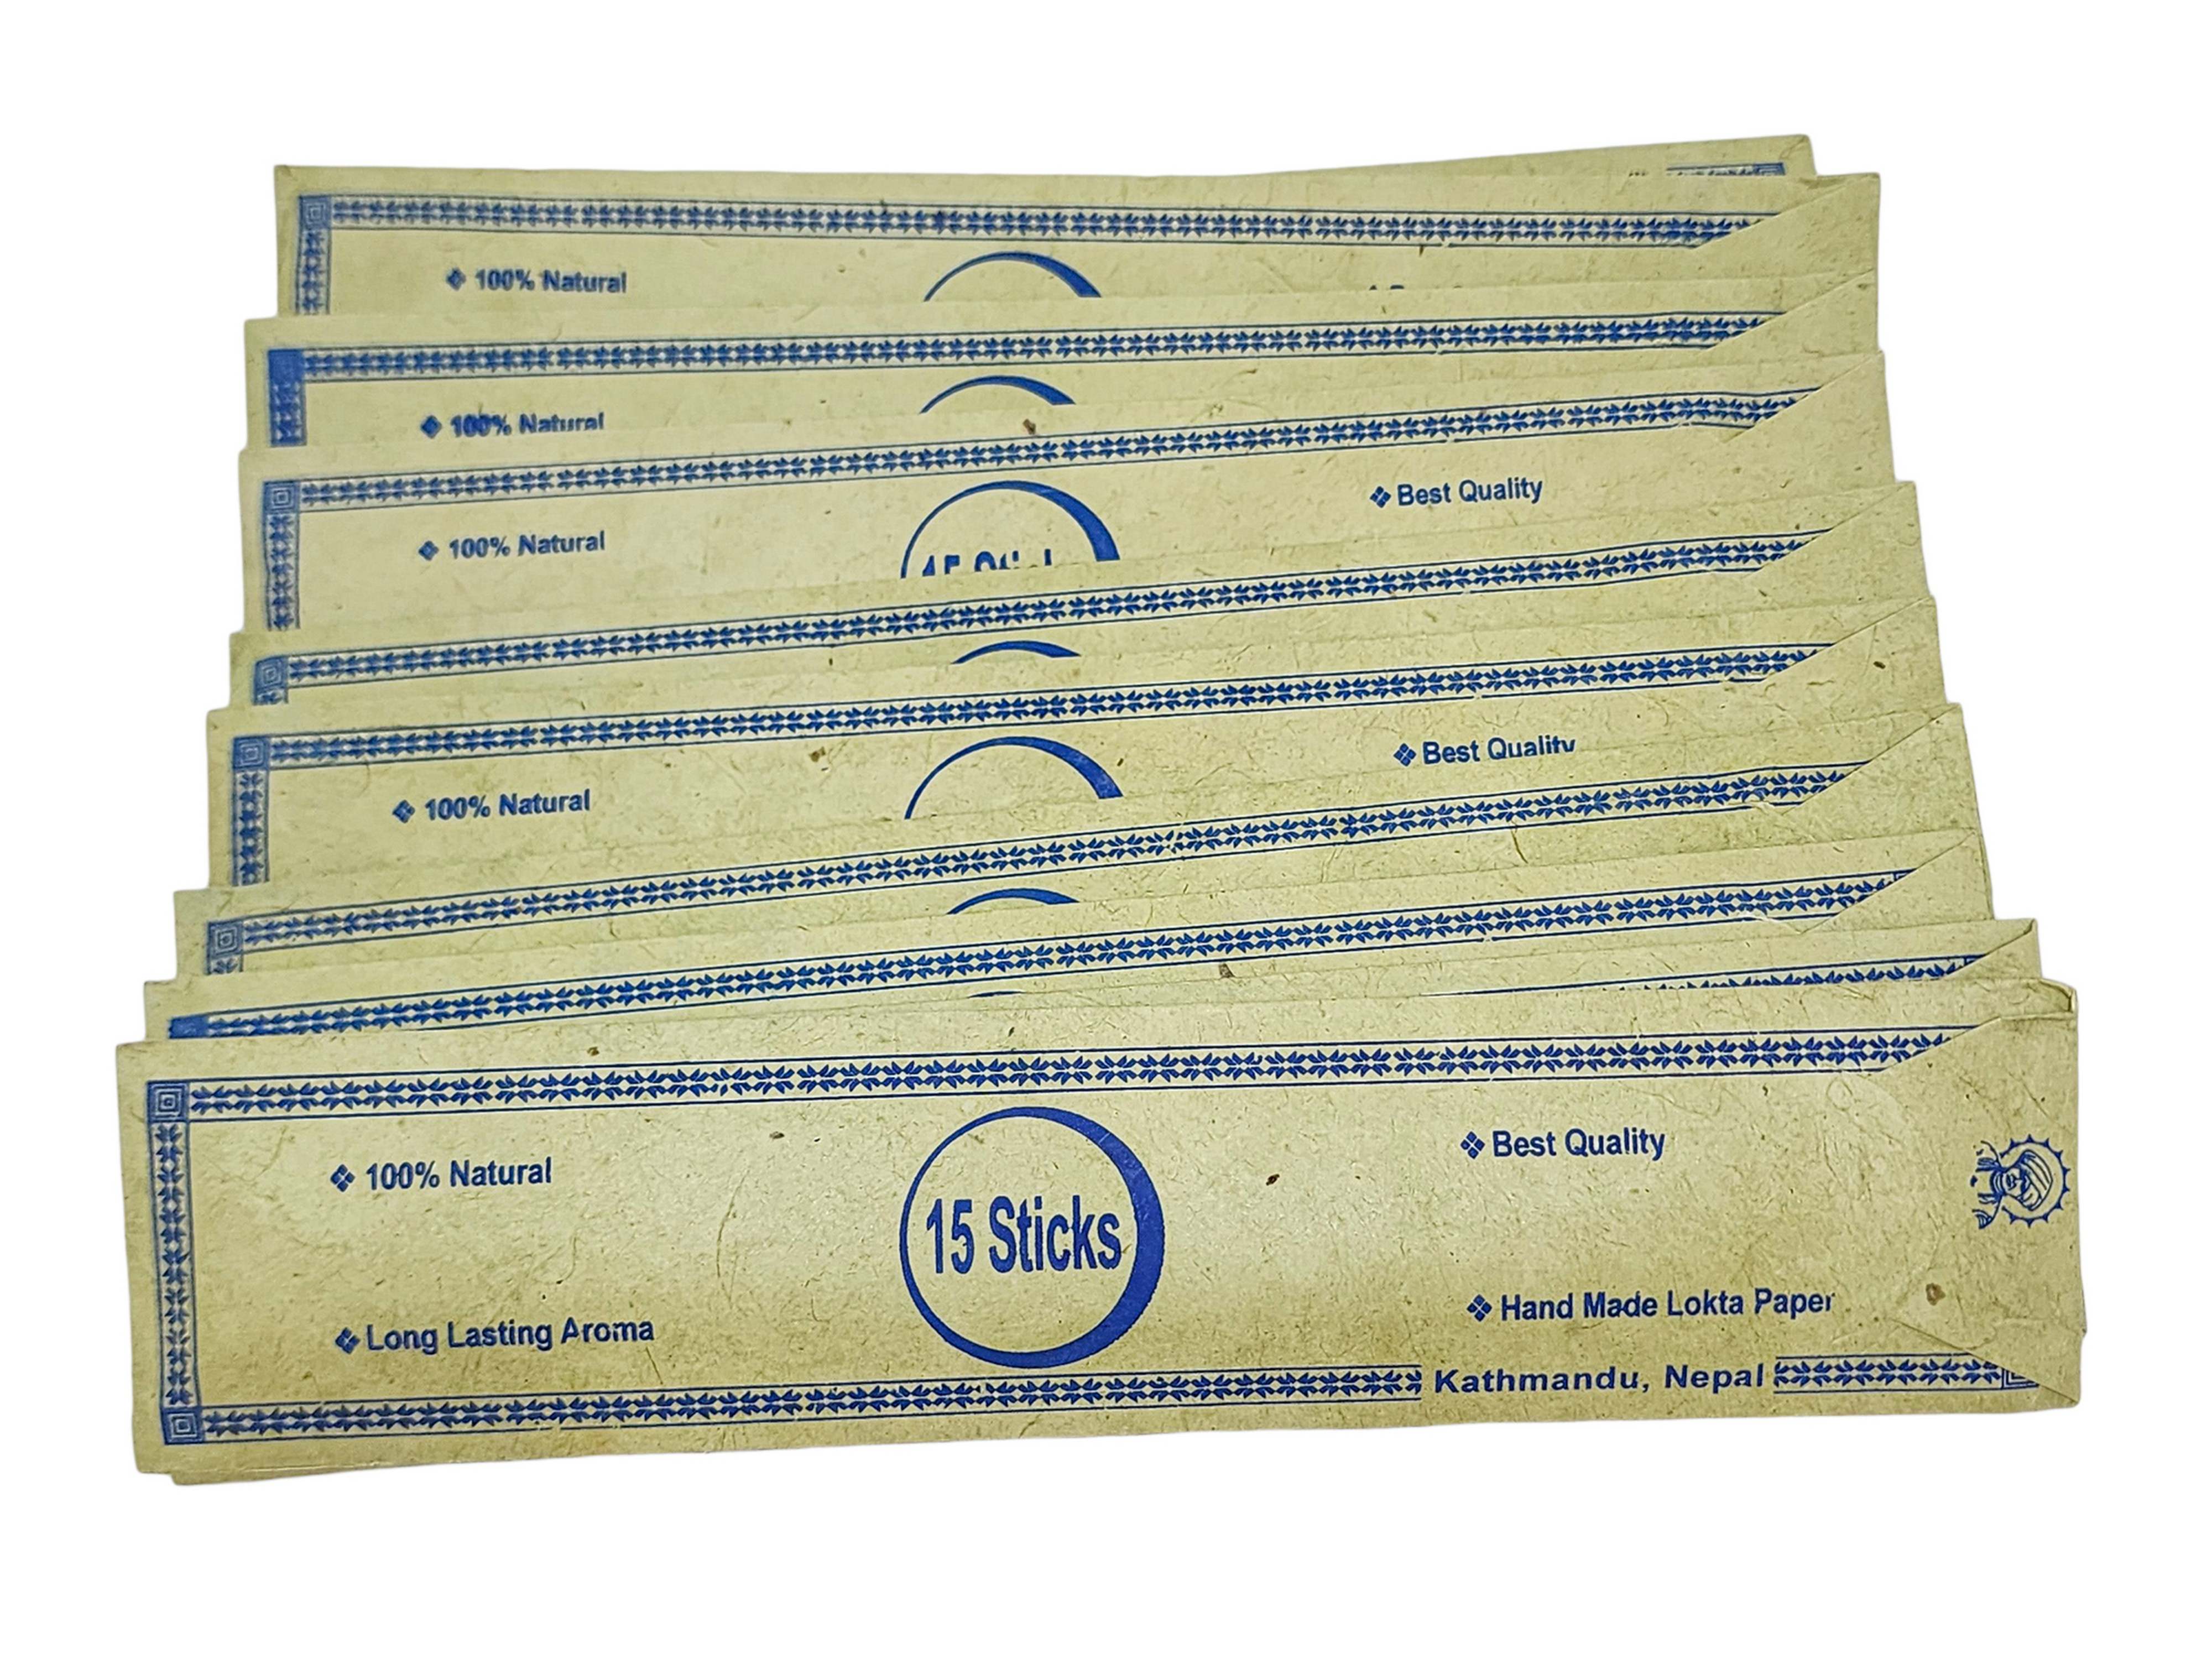 100% Natural
100% Natural
100% Natural
Best Quality
100% Natural
Best Quality
100% Natural
Best Quality
15 Sticks
Long Lasting Aroma
Hand Made Lokta Paper
Kathmandu, Nepal